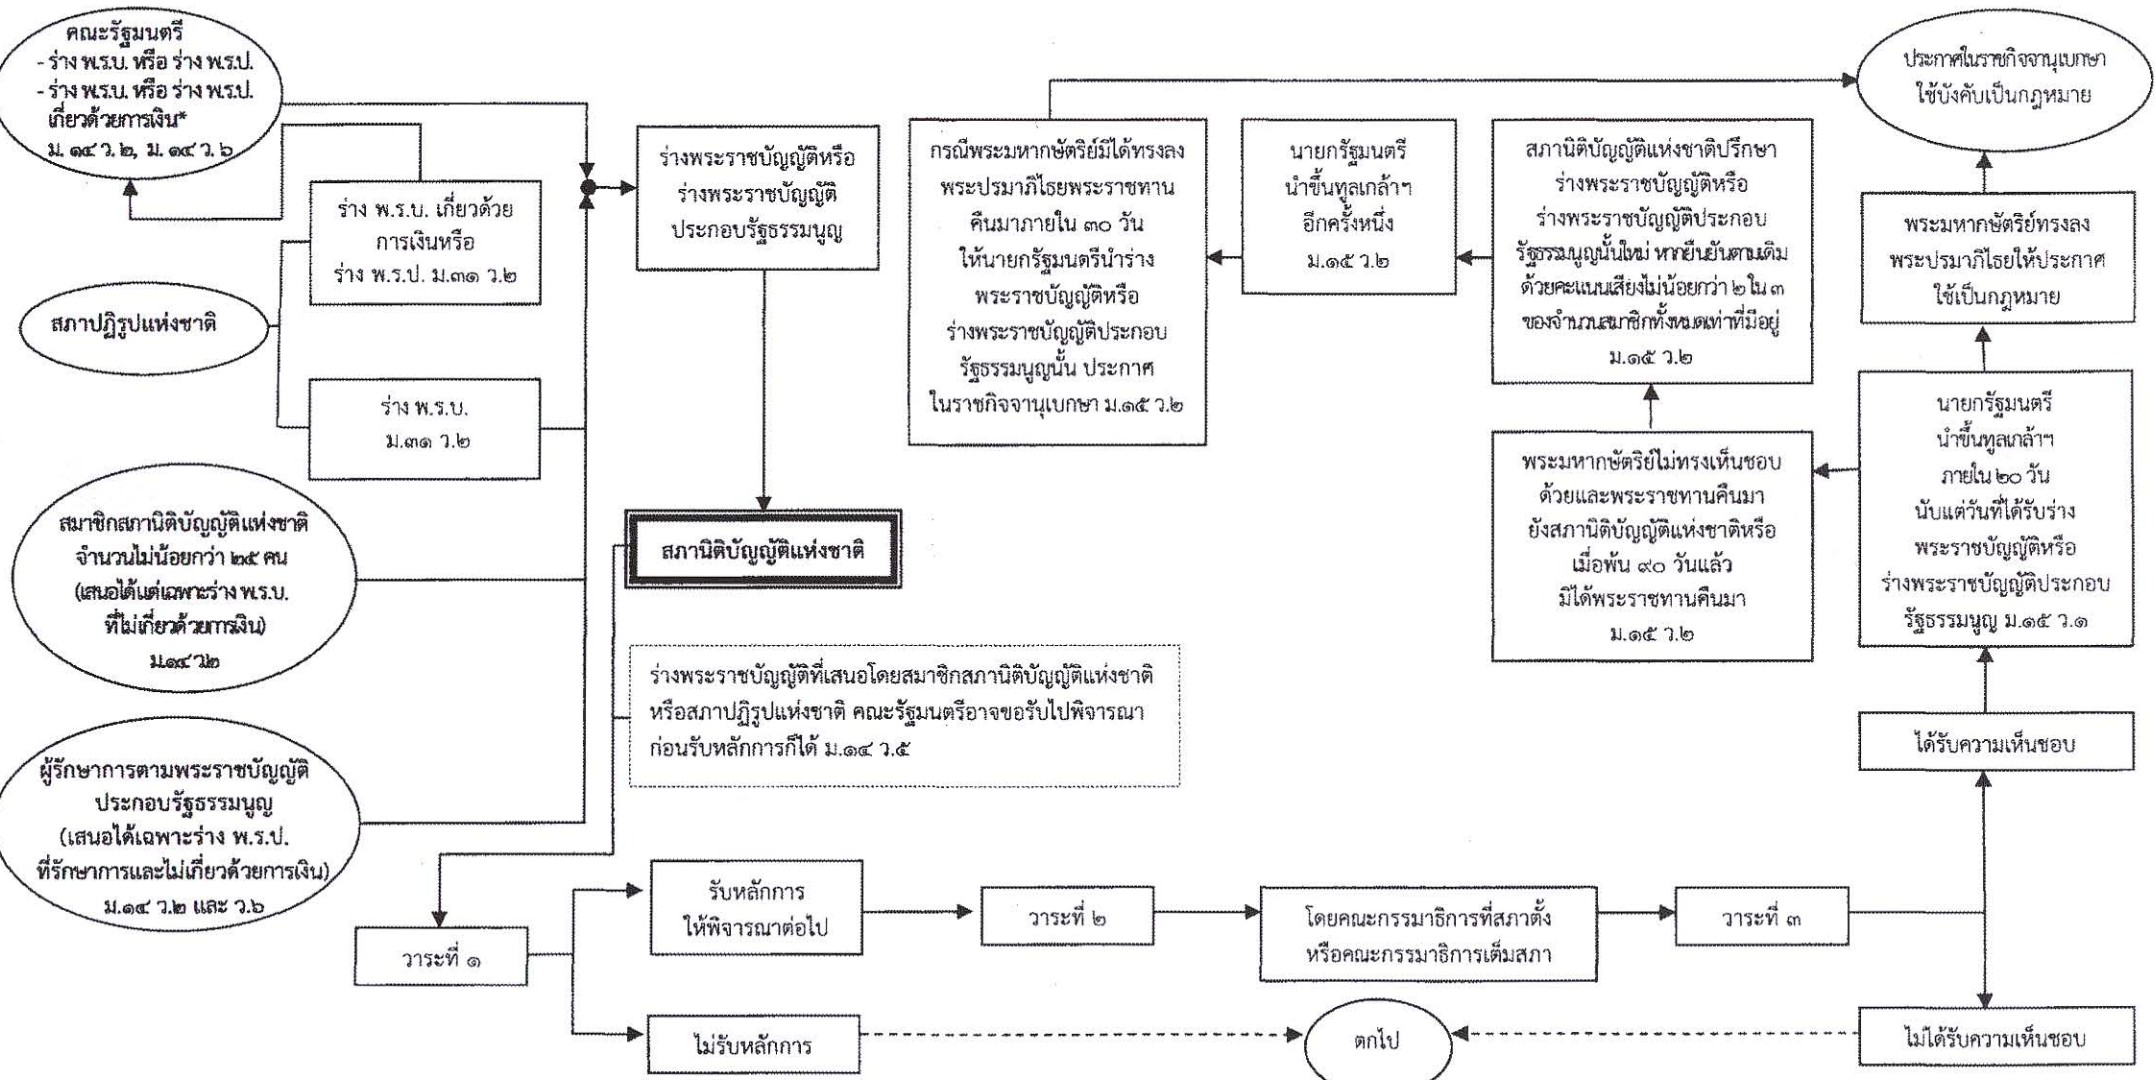 คณะรัฐมนตรี
- ร่าง พ.ร.บ. หรือ ร่าง พ.ร.ป.
- ร่าง พ.ร.บ. หรือ ร่าง พ.ร.ป.
เกี่ยวด้วยการเงิน*
ม. ๑๔ ว. ๒, ม. ๑๔ ว. ๖
ร่าง พ.ร.บ. เกี่ยวด้วย
การเงินหรือ
ร่าง พ.ร.ป. ม.๓๑ ว.๒
สภาปฏิรูปแห่งชาติ
ร่าง พ.ร.บ.
ม.๓๑ ว.๒
สมาชิกสภานิติบัญญัติแห่งชาติ
จำนวนไม่น้อยกว่า ๒๕ คน
(เสนอได้แต่เฉพาะร่าง พ.ร.บ.
ที่ไม่เกี่ยวด้วยการเงิน)
ม.๑๔ ว.๒
ผู้รักษาการตามพระราชบัญญัติ
ประกอบรัฐธรรมนูญ
(เสนอได้เฉพาะร่าง พ.ร.ป.
ที่รักษาการและไม่เกี่ยวด้วยการเงิน)
ม.๑๔ ว.๒ และ ว.๖
ร่างพระราชบัญญัติหรือ
ร่างพระราชบัญญัติ
ประกอบรัฐธรรมนูญ
สภานิติบัญญัติแห่งชาติ
ร่างพระราชบัญญัติที่เสนอโดยสมาชิกสภานิติบัญญัติแห่งชาติ
หรือสภาปฏิรูปแห่งชาติ คณะรัฐมนตรีอาจขอรับไปพิจารณา
ก่อนรับหลักการก็ได้ ม.๑๔ ว.๕
วาระที่ ๑
รับหลักการ
ให้พิจารณาต่อไป
ไม่รับหลักการ
วาระที่ ๒
โดยคณะกรรมาธิการที่สภาตั้ง
หรือคณะกรรมาธิการเต็มสภา
วาระที่ ๓
ตกไป
ไม่ได้รับความเห็นชอบ
ได้รับความเห็นชอบ
นายกรัฐมนตรี
นำขึ้นทูลเกล้าฯ
ภายใน ๒๐ วัน
นับแต่วันที่ได้รับร่าง
พระราชบัญญัติหรือ
ร่างพระราชบัญญัติประกอบ
รัฐธรรมนูญ ม.๑๕ ว.๑
พระมหากษัตริย์ทรงลง
พระปรมาภิไธยให้ประกาศ
ใช้เป็นกฎหมาย
ประกาศในราชกิจจานุเบกษา
ใช้บังคับเป็นกฎหมาย
พระมหากษัตริย์ไม่ทรงเห็นชอบ
ด้วยและพระราชทานคืนมา
ยังสภานิติบัญญัติแห่งชาติหรือ
เมื่อพ้น ๙๐ วันแล้ว
มิได้พระราชทานคืนมา
ม.๑๕ ว.๒
สภานิติบัญญัติแห่งชาติปรึกษา
ร่างพระราชบัญญัติหรือ
ร่างพระราชบัญญัติประกอบ
รัฐธรรมนูญนั้นใหม่ หากยืนยันตามเดิม
ด้วยคะแนนเสียงไม่น้อยกว่า ๒ ใน ๓
ของจำนวนสมาชิกทั้งหมดเท่าที่มีอยู่
ม.๑๕ ว.๒
นายกรัฐมนตรี
นำขึ้นทูลเกล้าฯ
อีกครั้งหนึ่ง
ม.๑๕ ว.๒
กรณีพระมหากษัตริย์มิได้ทรงลง
พระปรมาภิไธยพระราชทาน
คืนมาภายใน ๓๐ วัน
ให้นายกรัฐมนตรีนำร่าง
พระราชบัญญัติหรือ
ร่างพระราชบัญญัติประกอบ
รัฐธรรมนูญนั้น ประกาศ
ในราชกิจจานุเบกษา ม.๑๕ ว.๒